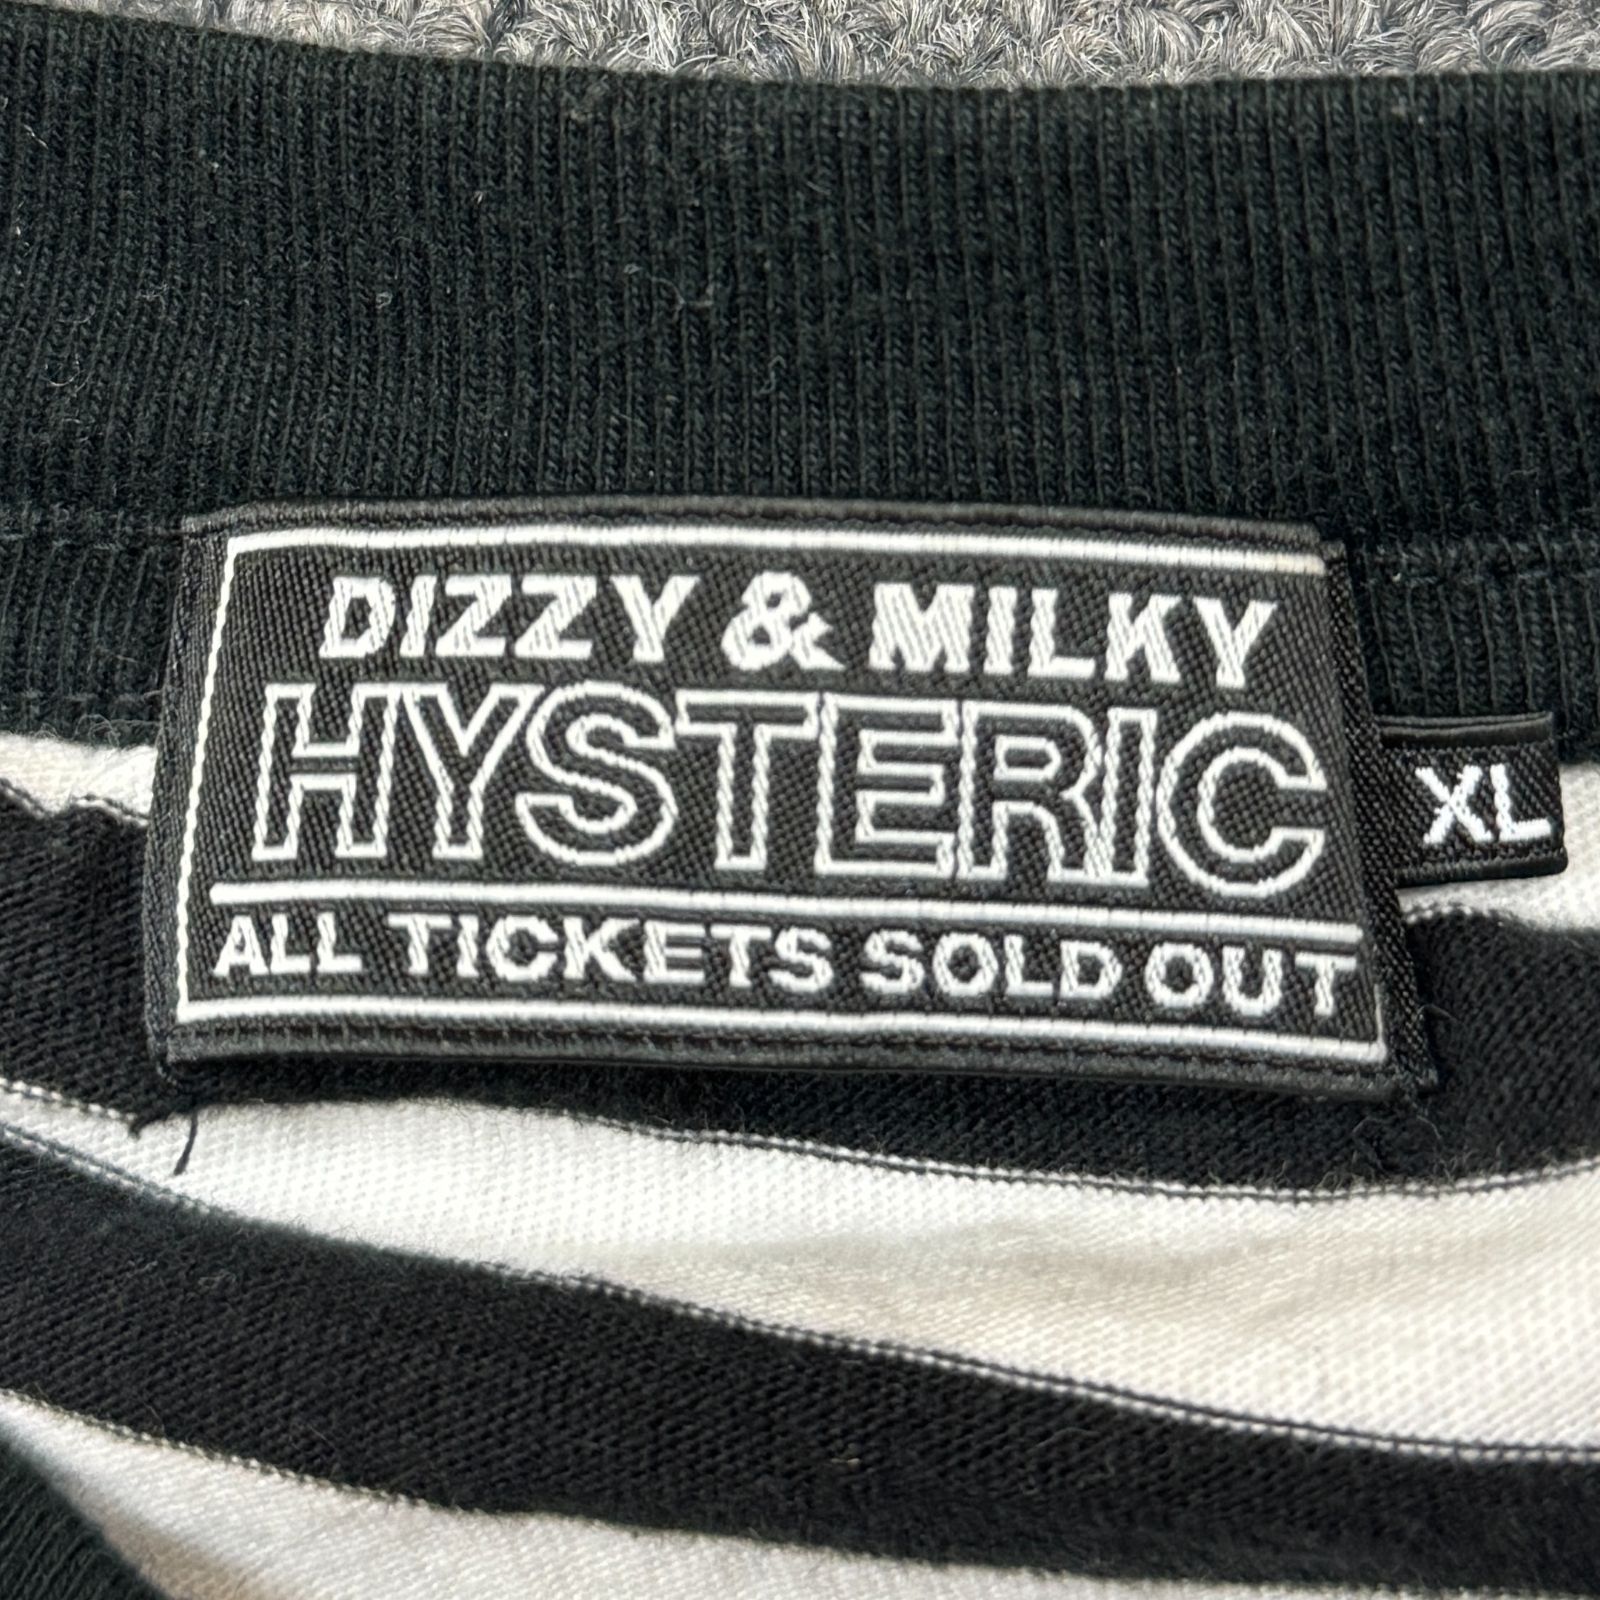 DIZZY & MILKY
HYSTERIC
ALL TICKETS SOLD OUT
XL